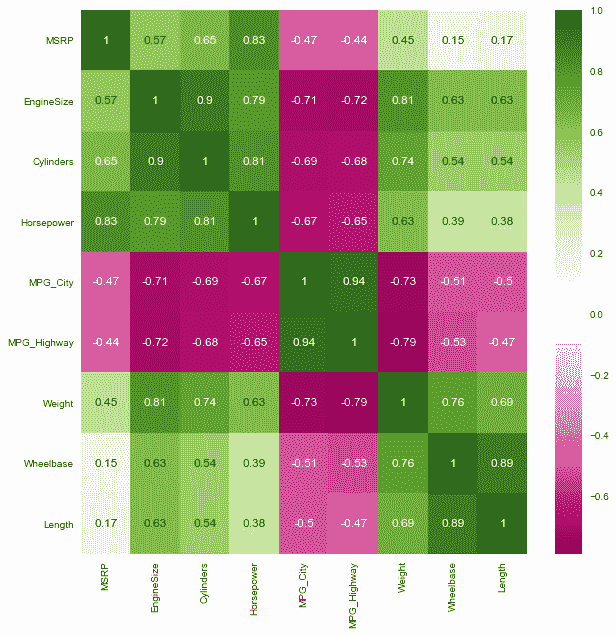 MSRP 1 0.57 0.65 0.83 -0.47 -0.44 0.45 0.15 0.17
EngineSize 0.57 1 0.9 0.79 -0.71 -0.72 0.81 0.63 0.63
Cylinders 0.65 0.9 1 0.81 -0.69 -0.68 0.74 0.54 0.54
Horsepower 0.83 0.79 0.81 1 -0.67 -0.65 0.63 0.39 0.38
MPG_City -0.47 -0.71 -0.69 -0.67 1 0.94 -0.73 -0.51 -0.5
MPG_Highway -0.44 -0.72 -0.68 -0.65 0.94 1 -0.79 -0.53 -0.47
Weight 0.45 0.81 0.74 0.63 -0.73 -0.79 1 0.76 0.69
Wheelbase 0.15 0.63 0.54 0.39 -0.51 -0.53 0.76 1 0.89
Length 0.17 0.63 0.54 0.38 -0.5 -0.47 0.69 0.89 1
MSRP EngineSize Cylinders Horsepower MPG_City MPG_Highway Weight Wheelbase Length
1.0
0.8
0.6
0.4
0.2
0.0
−0.2
−0.4
−0.6